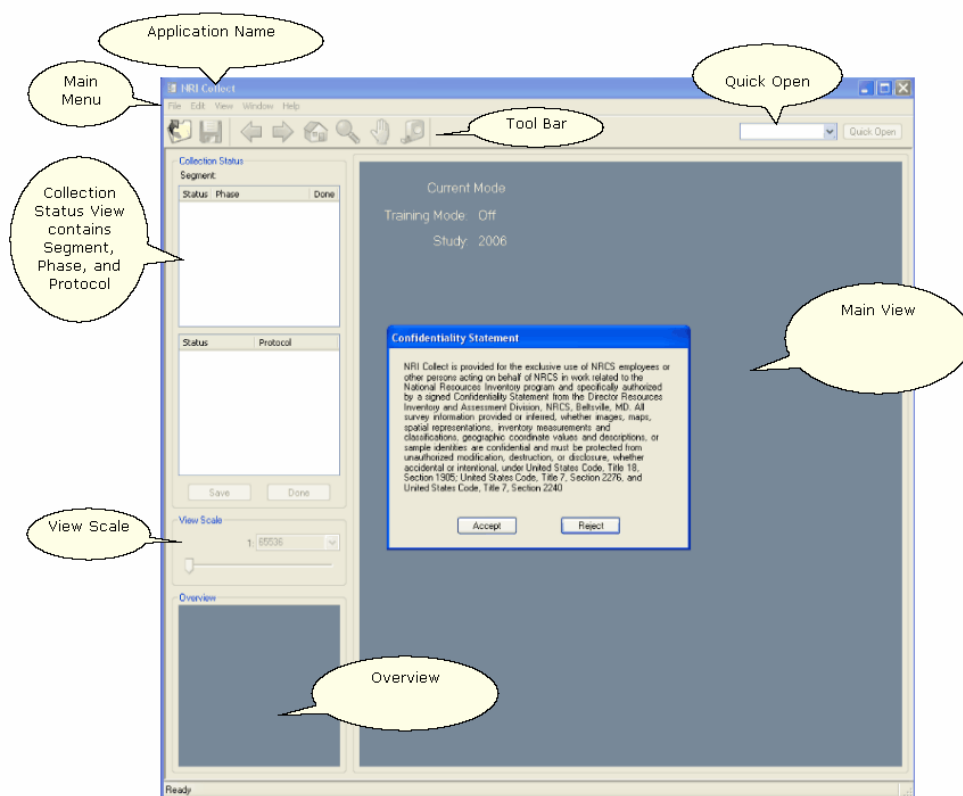 Application Name
Main
Menu
Quick Open
NRI Collect
File Edit View Window Help
Tool Bar
Quick Open
Collection Status
Segment:
Status Phase Done
Collection
Status View
contains
Segment,
Phase, and
Protocol
Current Mode
Training Mode: Off
Study: 2006
Main View
Status Protocol
Confidentiality Statement
NRI Collect is provided for the exclusive use of NRCS employees or
other persons acting on behalf of NRCS in work related to the
National Resources Inventory program and specifically authorized
by a signed Confidentiality Statement from the Director Resources
Inventory and Assessment Division, NRCS, Beltsville, MD. All
survey information provided or inferred, whether images, maps,
spatial representations, inventory measurements and
classifications, geographic coordinate values and descriptions, or
sample identities are confidential and must be protected from
unauthorized modification, destruction, or disclosure, whether
accidental or intentional, under United States Code, Title 18,
Section 1905; United States Code, Title 7, Section 2276, and
United States Code, Title 7, Section 2240
Accept Reject
Save Done
View Scale
View Scale
1: 65536
Overview
Overview
Ready